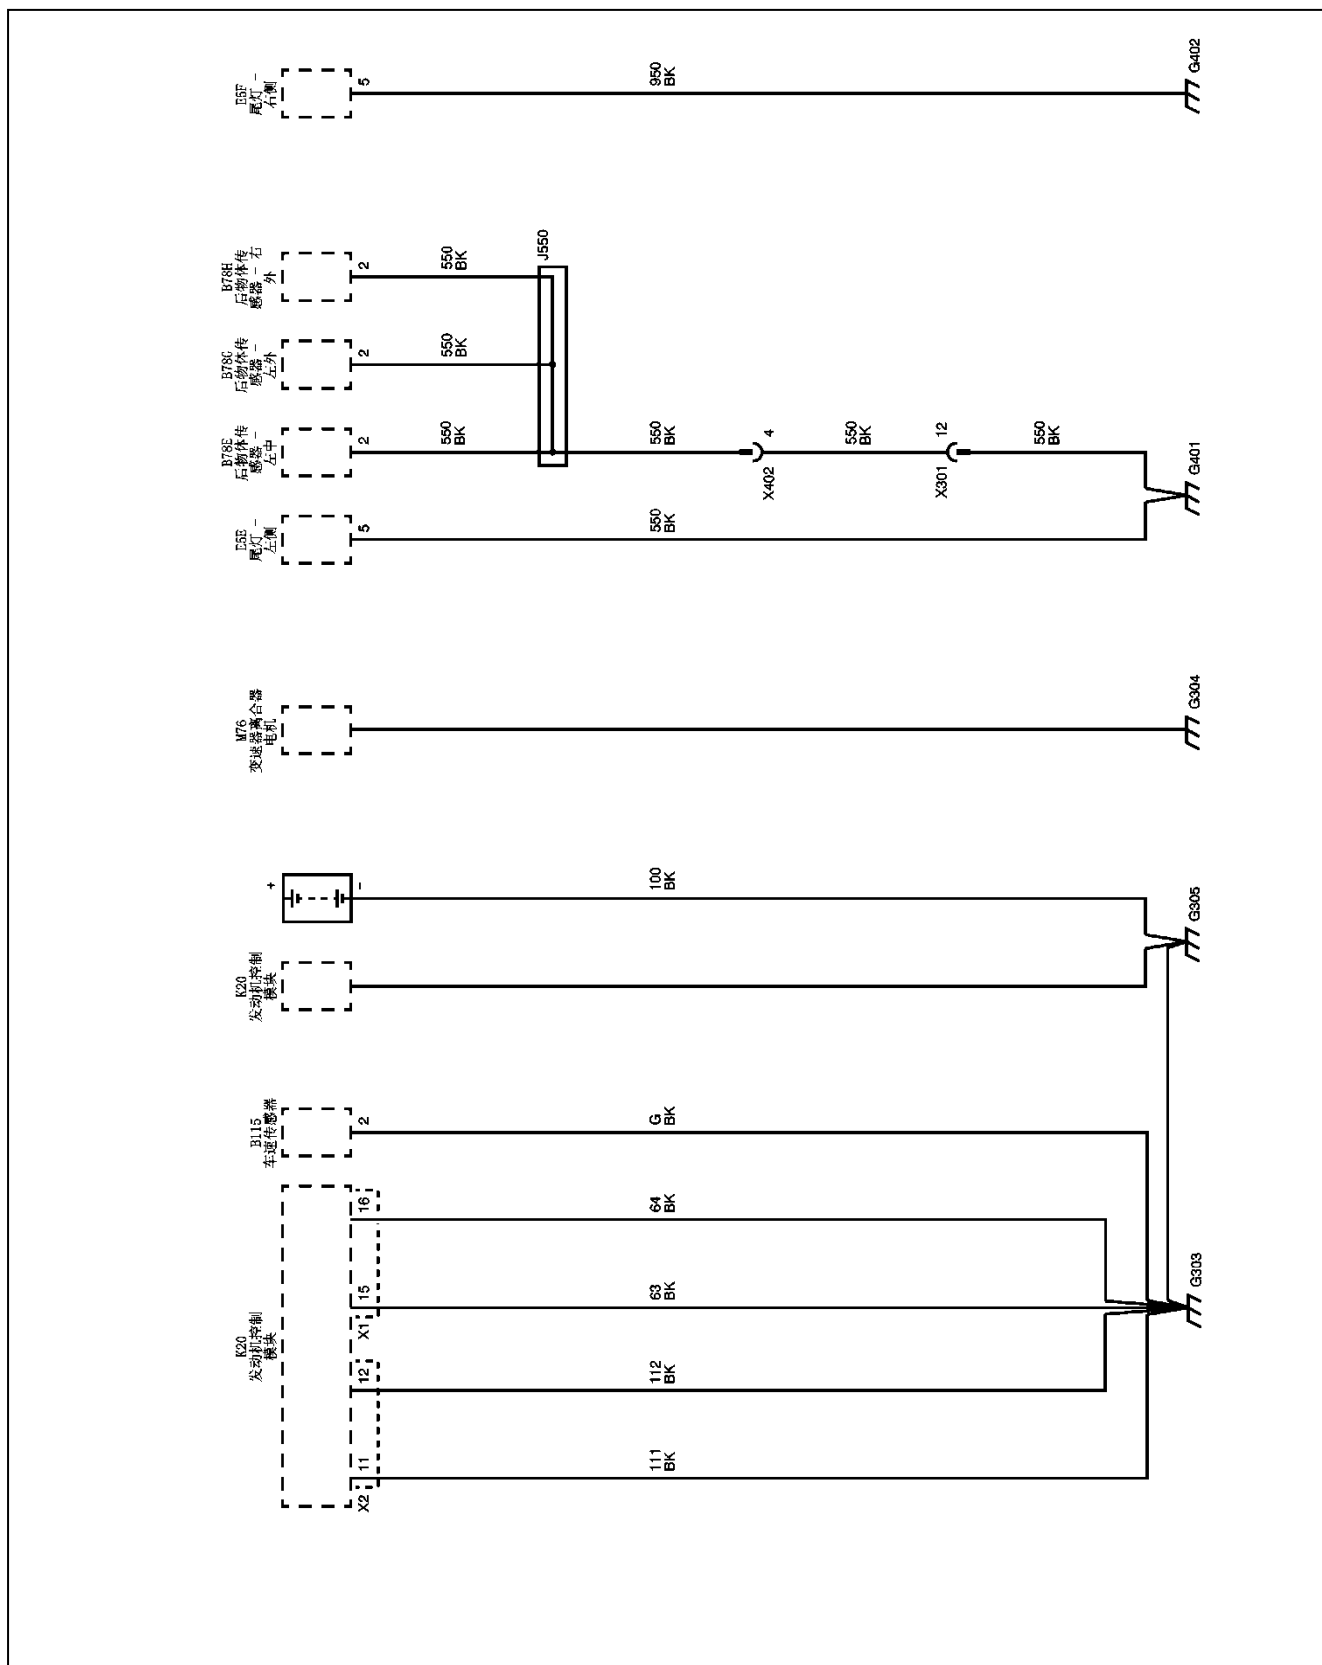 K20
发动机控制
模块
X2
11
12
X1
15
16
111
BK
112
BK
63
BK
64
BK
B115
车速传感器
2
G
BK
G303
K20
发动机控制
模块
+
-
100
BK
G305
M76
变速器离合器
电机
G304
E5E
尾灯 -
左侧
5
550
BK
B78E
后物体传
感器 -
左中
2
550
BK
B78G
后物体传
感器 -
左外
2
550
BK
B78H
后物体传
感器 - 右
外
2
550
BK
J550
550
BK
X402
4
550
BK
X301
12
550
BK
G401
E5F
尾灯 -
右侧
5
950
BK
G402